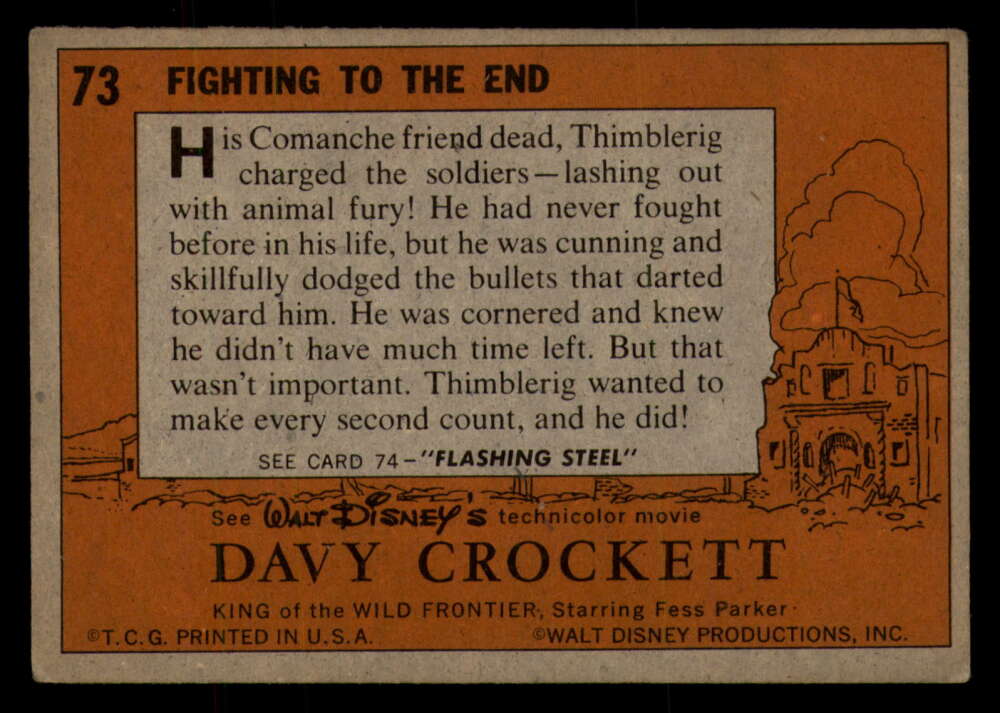 73 FIGHTING TO THE END
His Comanche friend dead, Thimblerig
charged the soldiers—lashing out
with animal fury! He had never fought
before in his life, but he was cunning and
skillfully dodged the bullets that darted
toward him. He was cornered and knew
he didn't have much time left. But that
wasn't important. Thimblerig wanted to
make every second count, and he did!
SEE CARD 74–"FLASHING STEEL"
See WALT DISNEY'S technicolor movie
DAVY CROCKETT
KING of the WILD FRONTIER, Starring Fess Parker
©T.C.G. PRINTED IN U.S.A. ©WALT DISNEY PRODUCTIONS, INC.